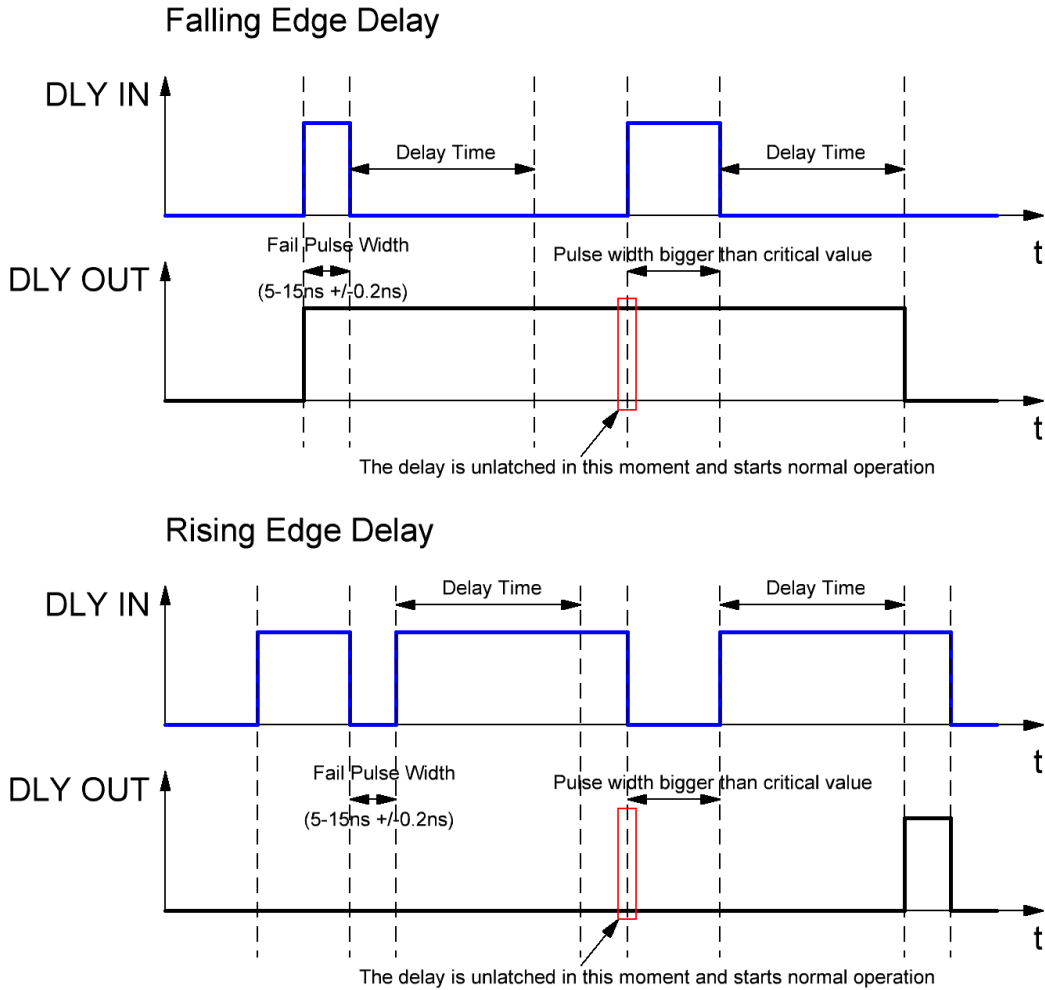 Falling Edge Delay
DLY IN
Delay Time
Delay Time
t
Fail Pulse Width
Pulse width bigger than critical value
DLY OUT
(5-15ns +/-0.2ns)
t
The delay is unlatched in this moment and starts normal operation
Rising Edge Delay
DLY IN
Delay Time
Delay Time
t
Fail Pulse Width
Pulse width bigger than critical value
DLY OUT
(5-15ns +/-0.2ns)
t
The delay is unlatched in this moment and starts normal operation